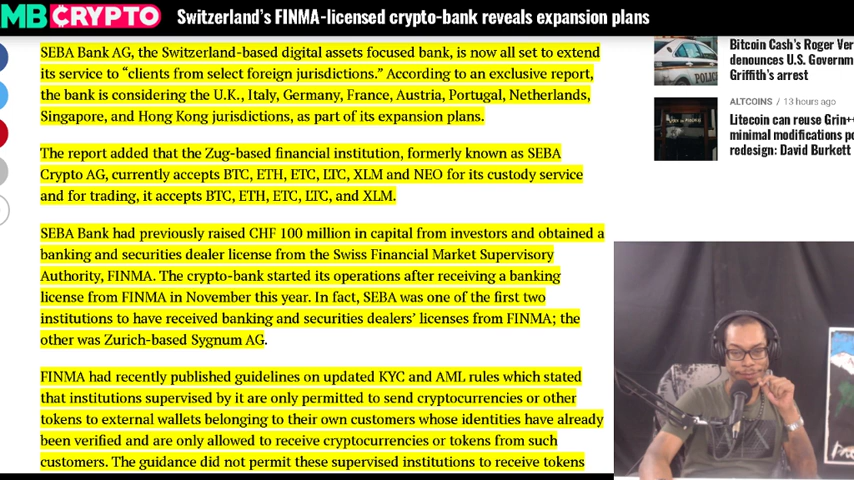 MBCRYPTO
Switzerland's FINMA-licensed crypto-bank reveals expansion plans
SEBA Bank AG, the Switzerland-based digital assets focused bank, is now all set to extend
its service to “clients from select foreign jurisdictions.” According to an exclusive report,
the bank is considering the U.K., Italy, Germany, France, Austria, Portugal, Netherlands,
Singapore, and Hong Kong jurisdictions, as part of its expansion plans.
The report added that the Zug-based financial institution, formerly known as SEBA
Crypto AG, currently accepts BTC, ETH, ETC, LTC, XLM and NEO for its custody service
and for trading, it accepts BTC, ETH, ETC, LTC, and XLM.
SEBA Bank had previously raised CHF 100 million in capital from investors and obtained a
banking and securities dealer license from the Swiss Financial Market Supervisory
Authority, FINMA. The crypto-bank started its operations after receiving a banking
license from FINMA in November this year. In fact, SEBA was one of the first two
institutions to have received banking and securities dealers' licenses from FINMA; the
other was Zurich-based Sygnum AG.
FINMA had recently published guidelines on updated KYC and AML rules which stated
that institutions supervised by it are only permitted to send cryptocurrencies or other
tokens to external wallets belonging to their own customers whose identities have already
been verified and are only allowed to receive cryptocurrencies or tokens from such
customers. The guidance did not permit these supervised institutions to receive tokens
Bitcoin Cash's Roger Ver
denounces U.S. Governm
Griffith's arrest
POLIC
ALTCOINS / 13 hours ago
Litecoin can reuse Grin++
minimal modifications po
redesign: David Burkett